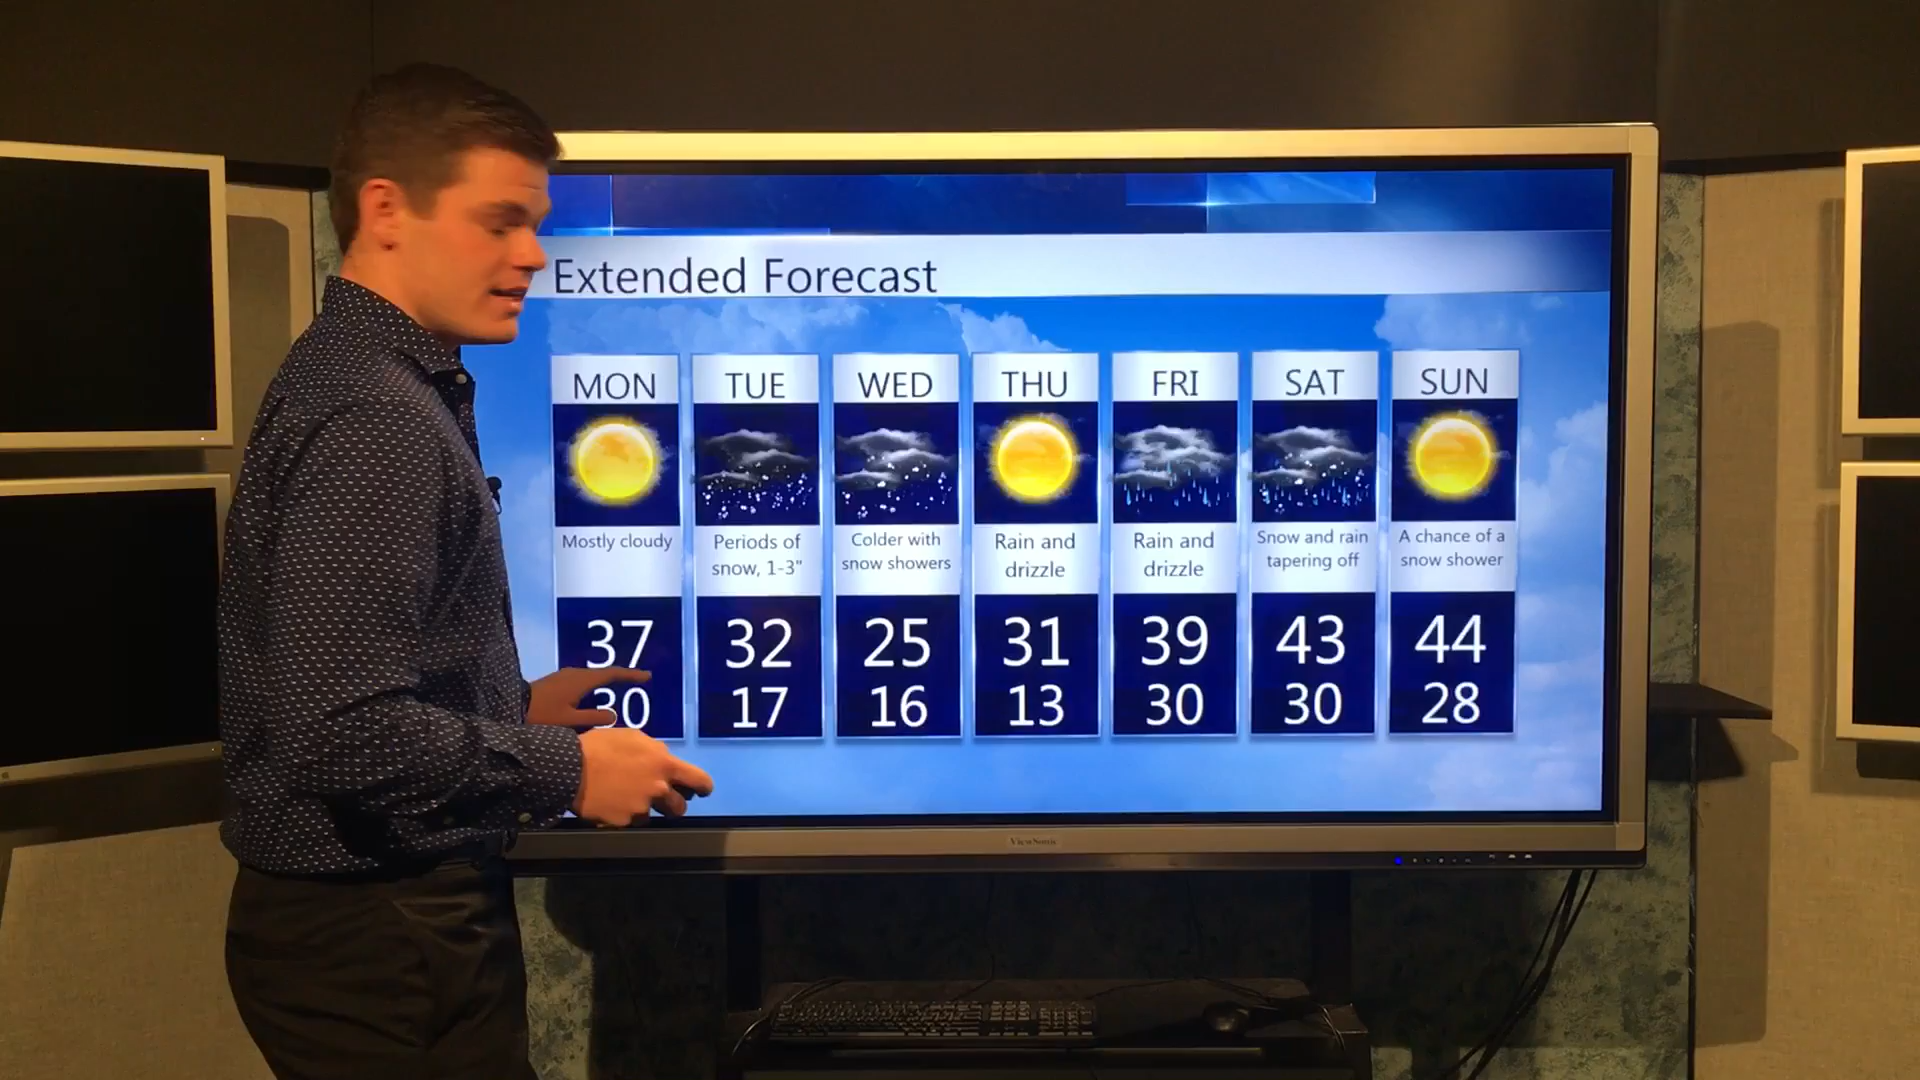 Extended Forecast
MON TUE WED THU FRI SAT SUN
Mostly cloudy
Periods of
snow, 1-3"
Colder with
snow showers
Rain and
drizzle
Rain and
drizzle
Snow and rain
tapering off
A chance of a
snow shower
37 32 25 31 39 43 44
30 17 16 13 30 30 28
ViewSonic